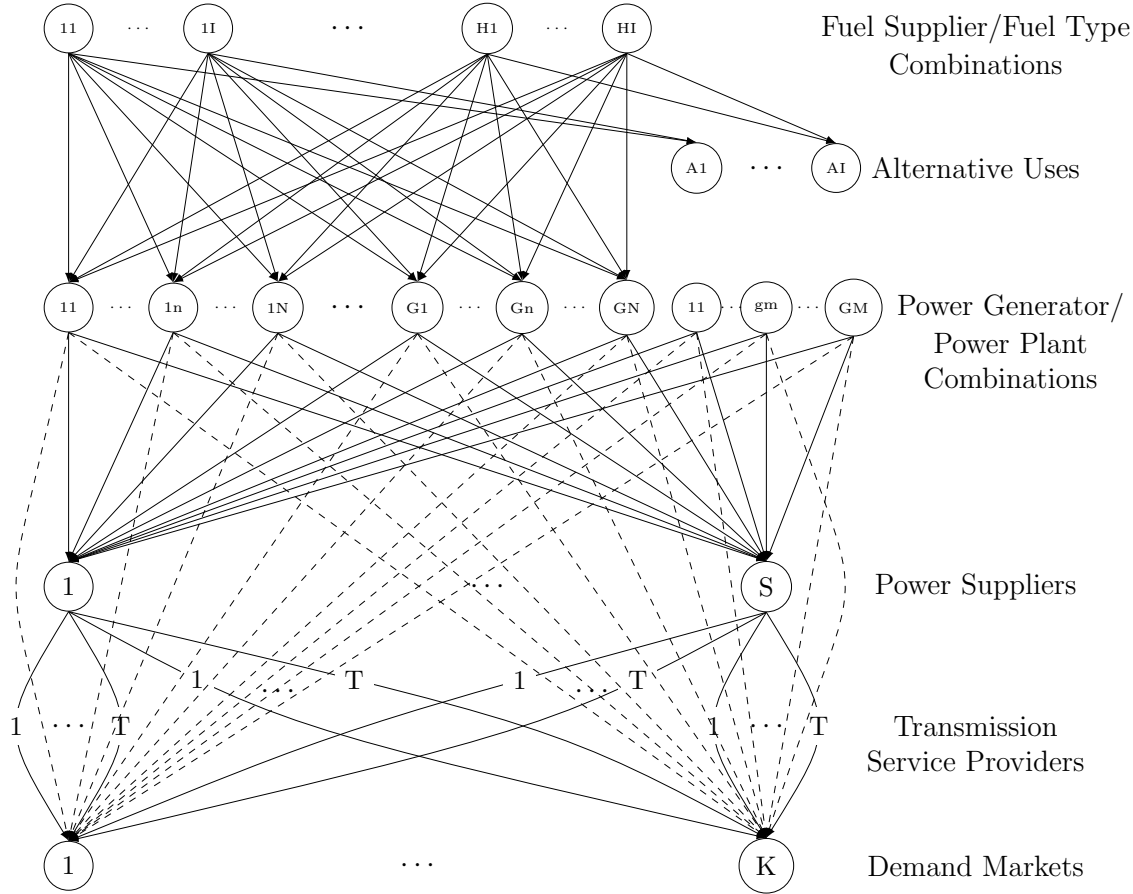 11 ··· 1I ··· H1 ··· HI Fuel Supplier/Fuel Type
Combinations
A1 ··· AI Alternative Uses
11 ··· 1n ··· 1N ··· G1 ··· Gn ··· GN 11 ··· gm ··· GM Power Generator/
Power Plant
Combinations
1 ··· S Power Suppliers
1 ··· T 1 ··· T
1 ··· T 1 ··· T Transmission
Service Providers
1 ··· K Demand Markets